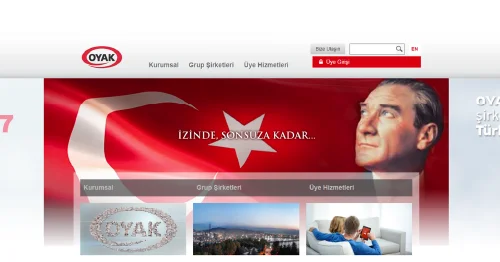 Bize Ulaşın
EN
OYAK
Kurumsal
Grup Şirketleri
Üye Hizmetleri
Üye Girişi
7
İZİNDE, SONSUZA KADAR...
Kurumsal
Grup Şirketleri
Üye Hizmetleri
OYAK